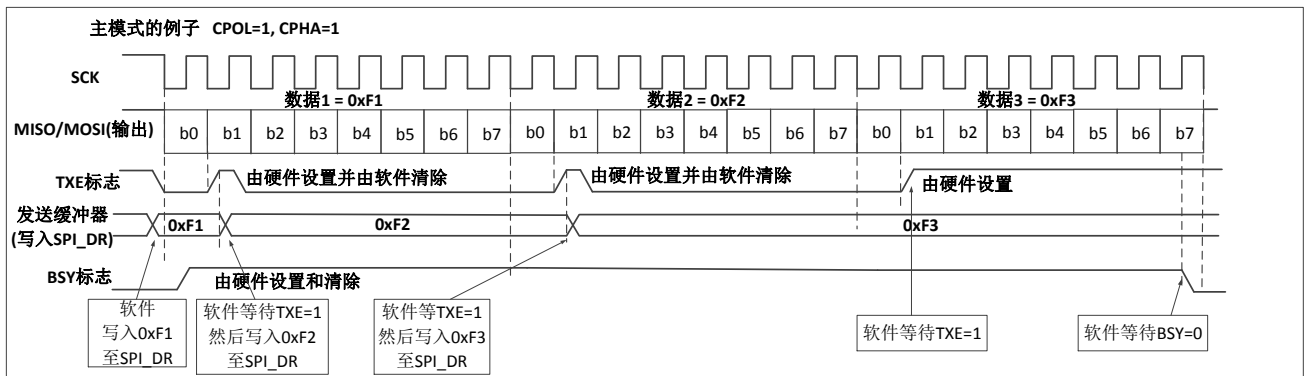 主模式的例子 CPOL=1, CPHA=1
SCK
数据1 = 0xF1
数据2 = 0xF2
数据3 = 0xF3
MISO/MOSI(输出)
b0 b1 b2 b3 b4 b5 b6 b7 b0 b1 b2 b3 b4 b5 b6 b7 b0 b1 b2 b3 b4 b5 b6 b7
TXE标志
由硬件设置并由软件清除
由硬件设置并由软件清除
由硬件设置
发送缓冲器
(写入SPI_DR)
0xF1
0xF2
0xF3
BSY标志
由硬件设置和清除
软件
写入0xF1
至SPI_DR
软件等待TXE=1
然后写入0xF2
至SPI_DR
软件等TXE=1
然后写入0xF3
至SPI_DR
软件等待TXE=1
软件等待BSY=0